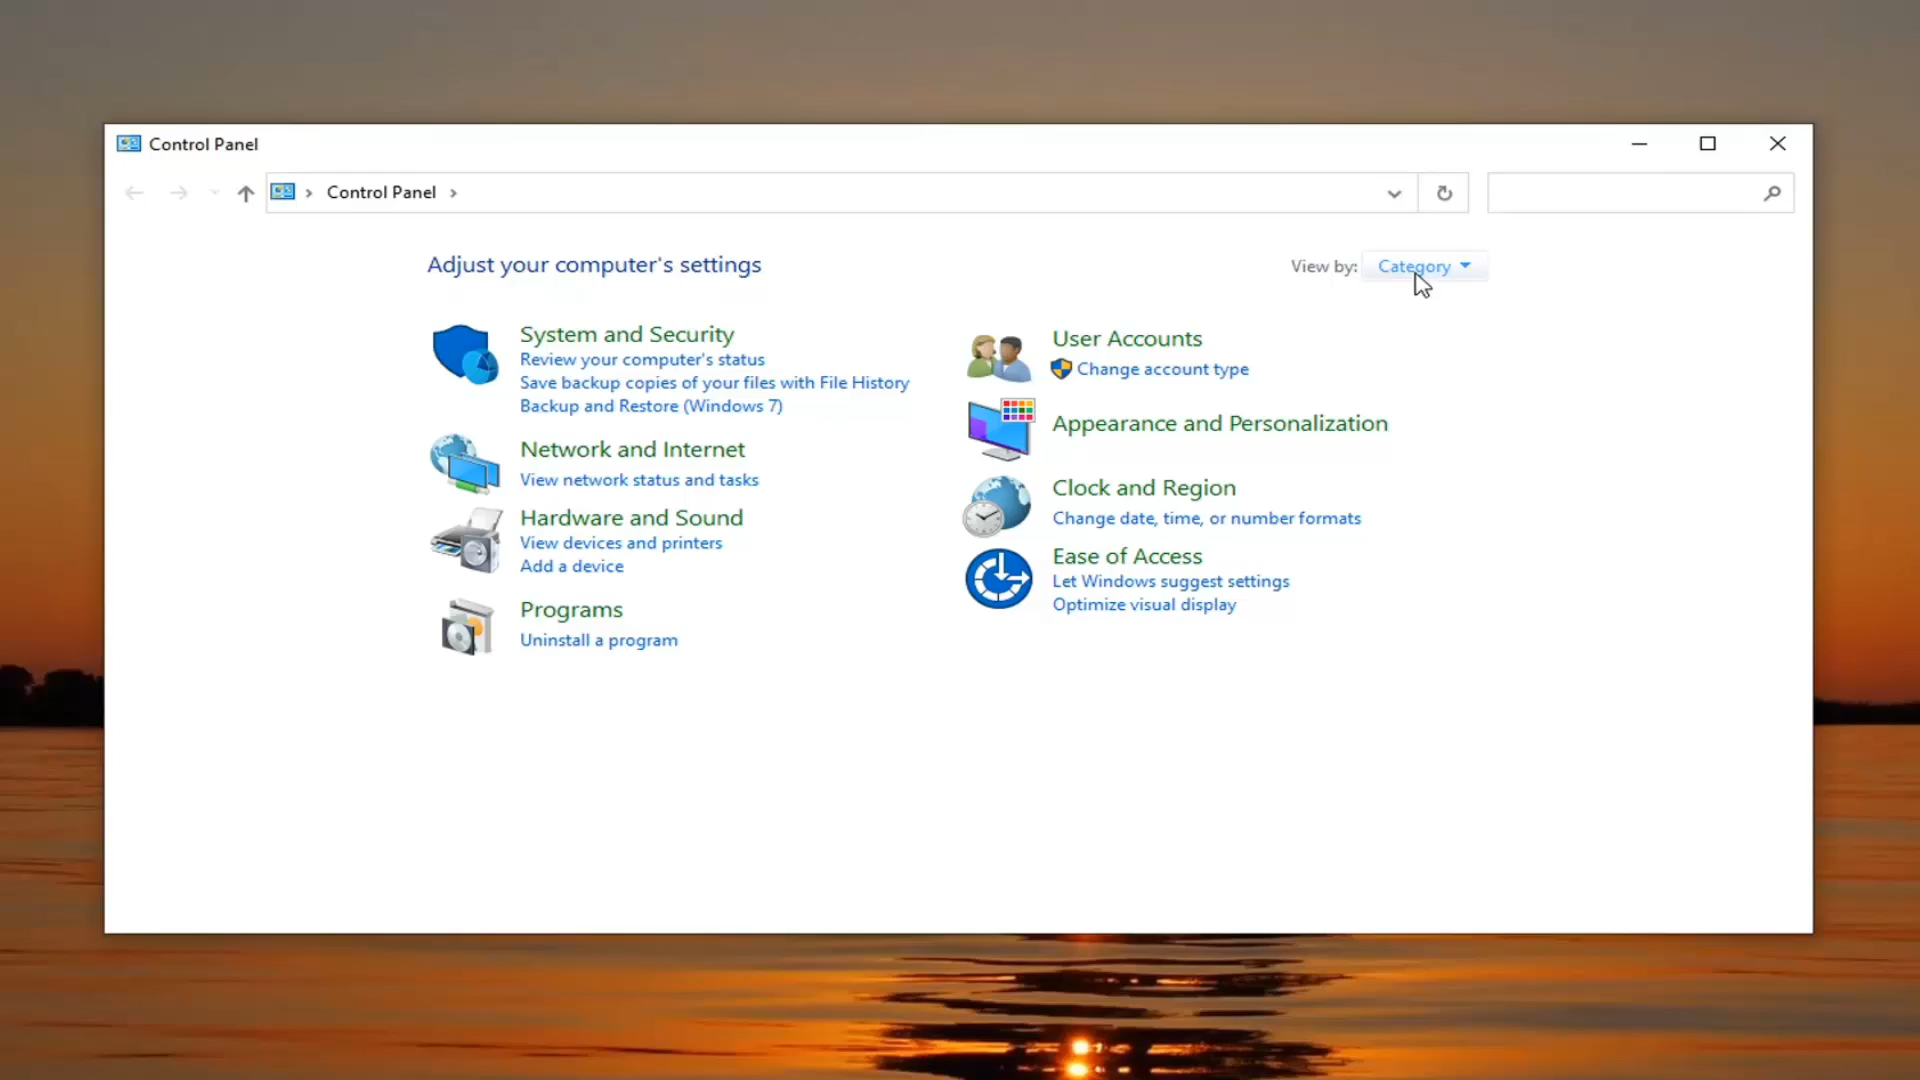 Control Panel
Control Panel
Adjust your computer's settings
View by: Category
System and Security
Review your computer's status
Save backup copies of your files with File History
Backup and Restore (Windows 7)
Network and Internet
View network status and tasks
Hardware and Sound
View devices and printers
Add a device
Programs
Uninstall a program
User Accounts
Change account type
Appearance and Personalization
Clock and Region
Change date, time, or number formats
Ease of Access
Let Windows suggest settings
Optimize visual display